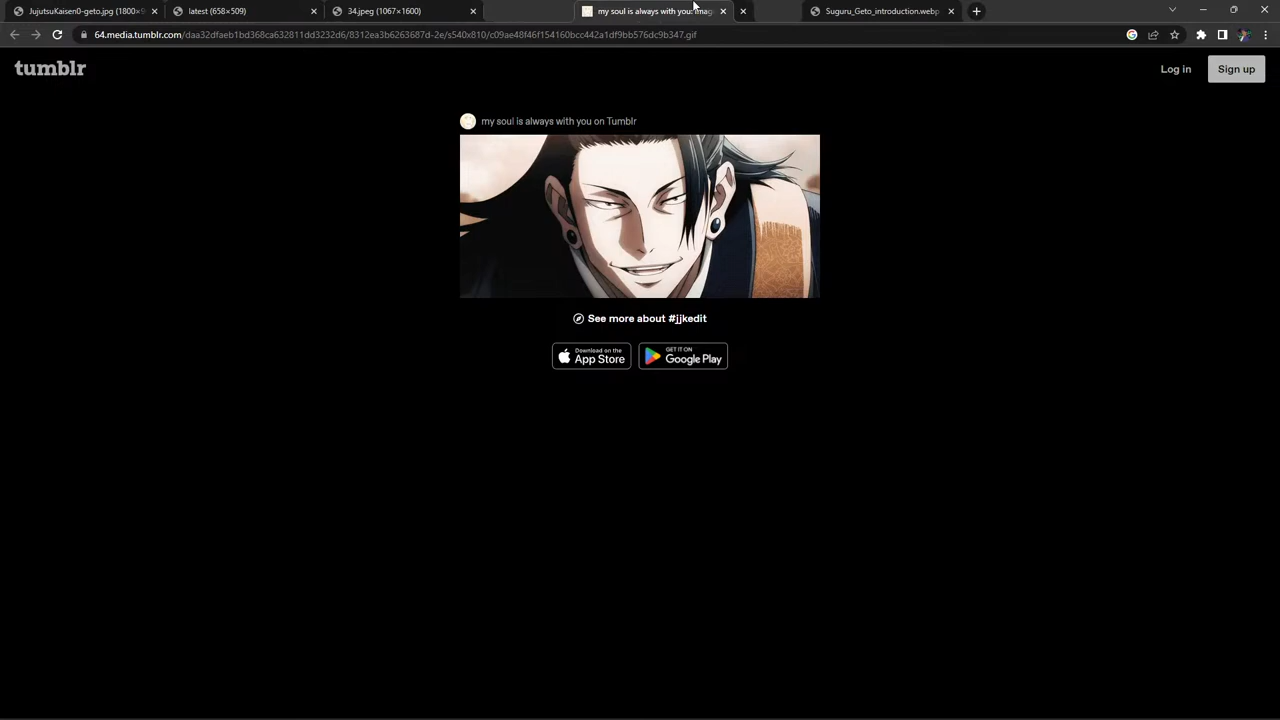 JujutsuKaisen0-geto.jpg (1800×9
latest (658×509)
34.jpeg (1067×1600)
my soul is always with you: Imag
Suguru_Geto_introduction.webp
64.media.tumblr.com/daa32dfaeb1bd368ca632811dd3232d6/8312ea3b6263687d-2e/s540x810/c09ae48f46f154160bcc442a1df9bb576dc9b347.gif
tumblr
Log in
Sign up
my soul is always with you on Tumblr
See more about #jjkedit
Download on the
App Store
GET IT ON
Google Play